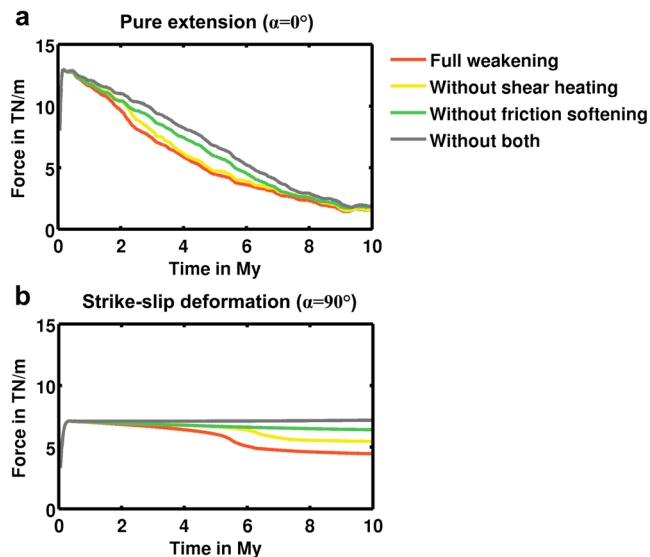 a
Pure extension (α=0°)
15
10
5
0
0 2 4 6 8 10
Force in TN/m
Time in My
Full weakening
Without shear heating
Without friction softening
Without both
b
Strike-slip deformation (α=90°)
15
10
5
0
0 2 4 6 8 10
Force in TN/m
Time in My